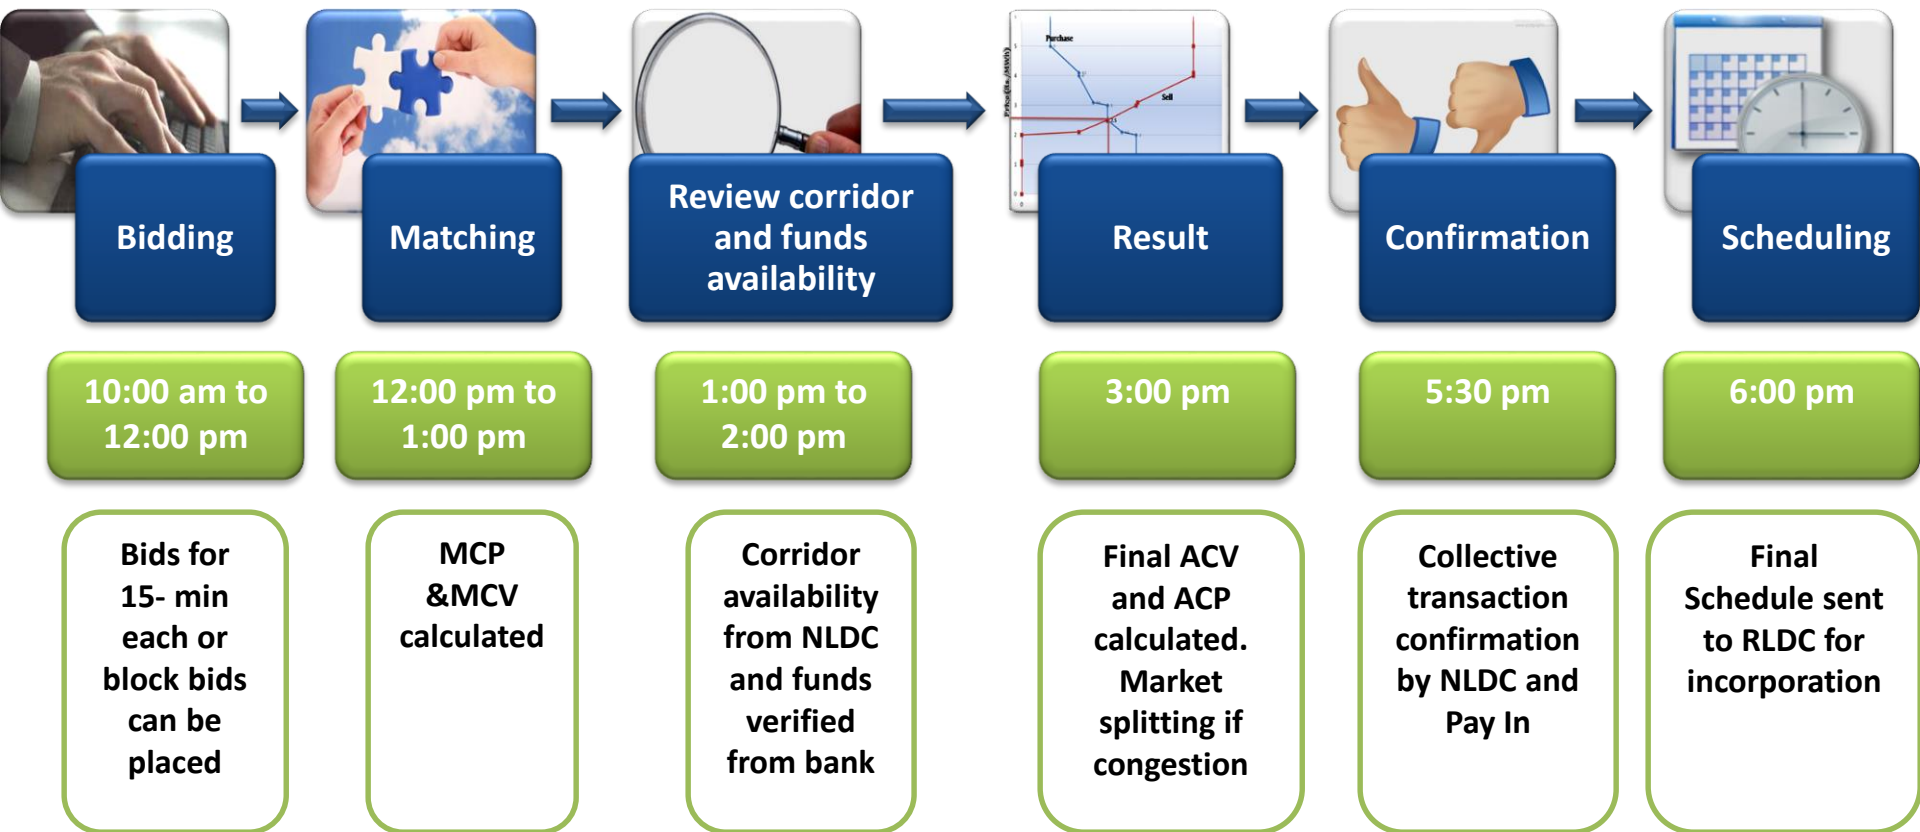 Purchase
Sell
Bidding
Matching
Review corridor
and funds
availability
Result
Confirmation
Scheduling
10:00 am to
12:00 pm
12:00 pm to
1:00 pm
1:00 pm to
2:00 pm
3:00 pm
5:30 pm
6:00 pm
Bids for
15- min
each or
block bids
can be
placed
MCP
&MCV
calculated
Corridor
availability
from NLDC
and funds
verified
from bank
Final ACV
and ACP
calculated.
Market
splitting if
congestion
Collective
transaction
confirmation
by NLDC and
Pay In
Final
Schedule sent
to RLDC for
incorporation